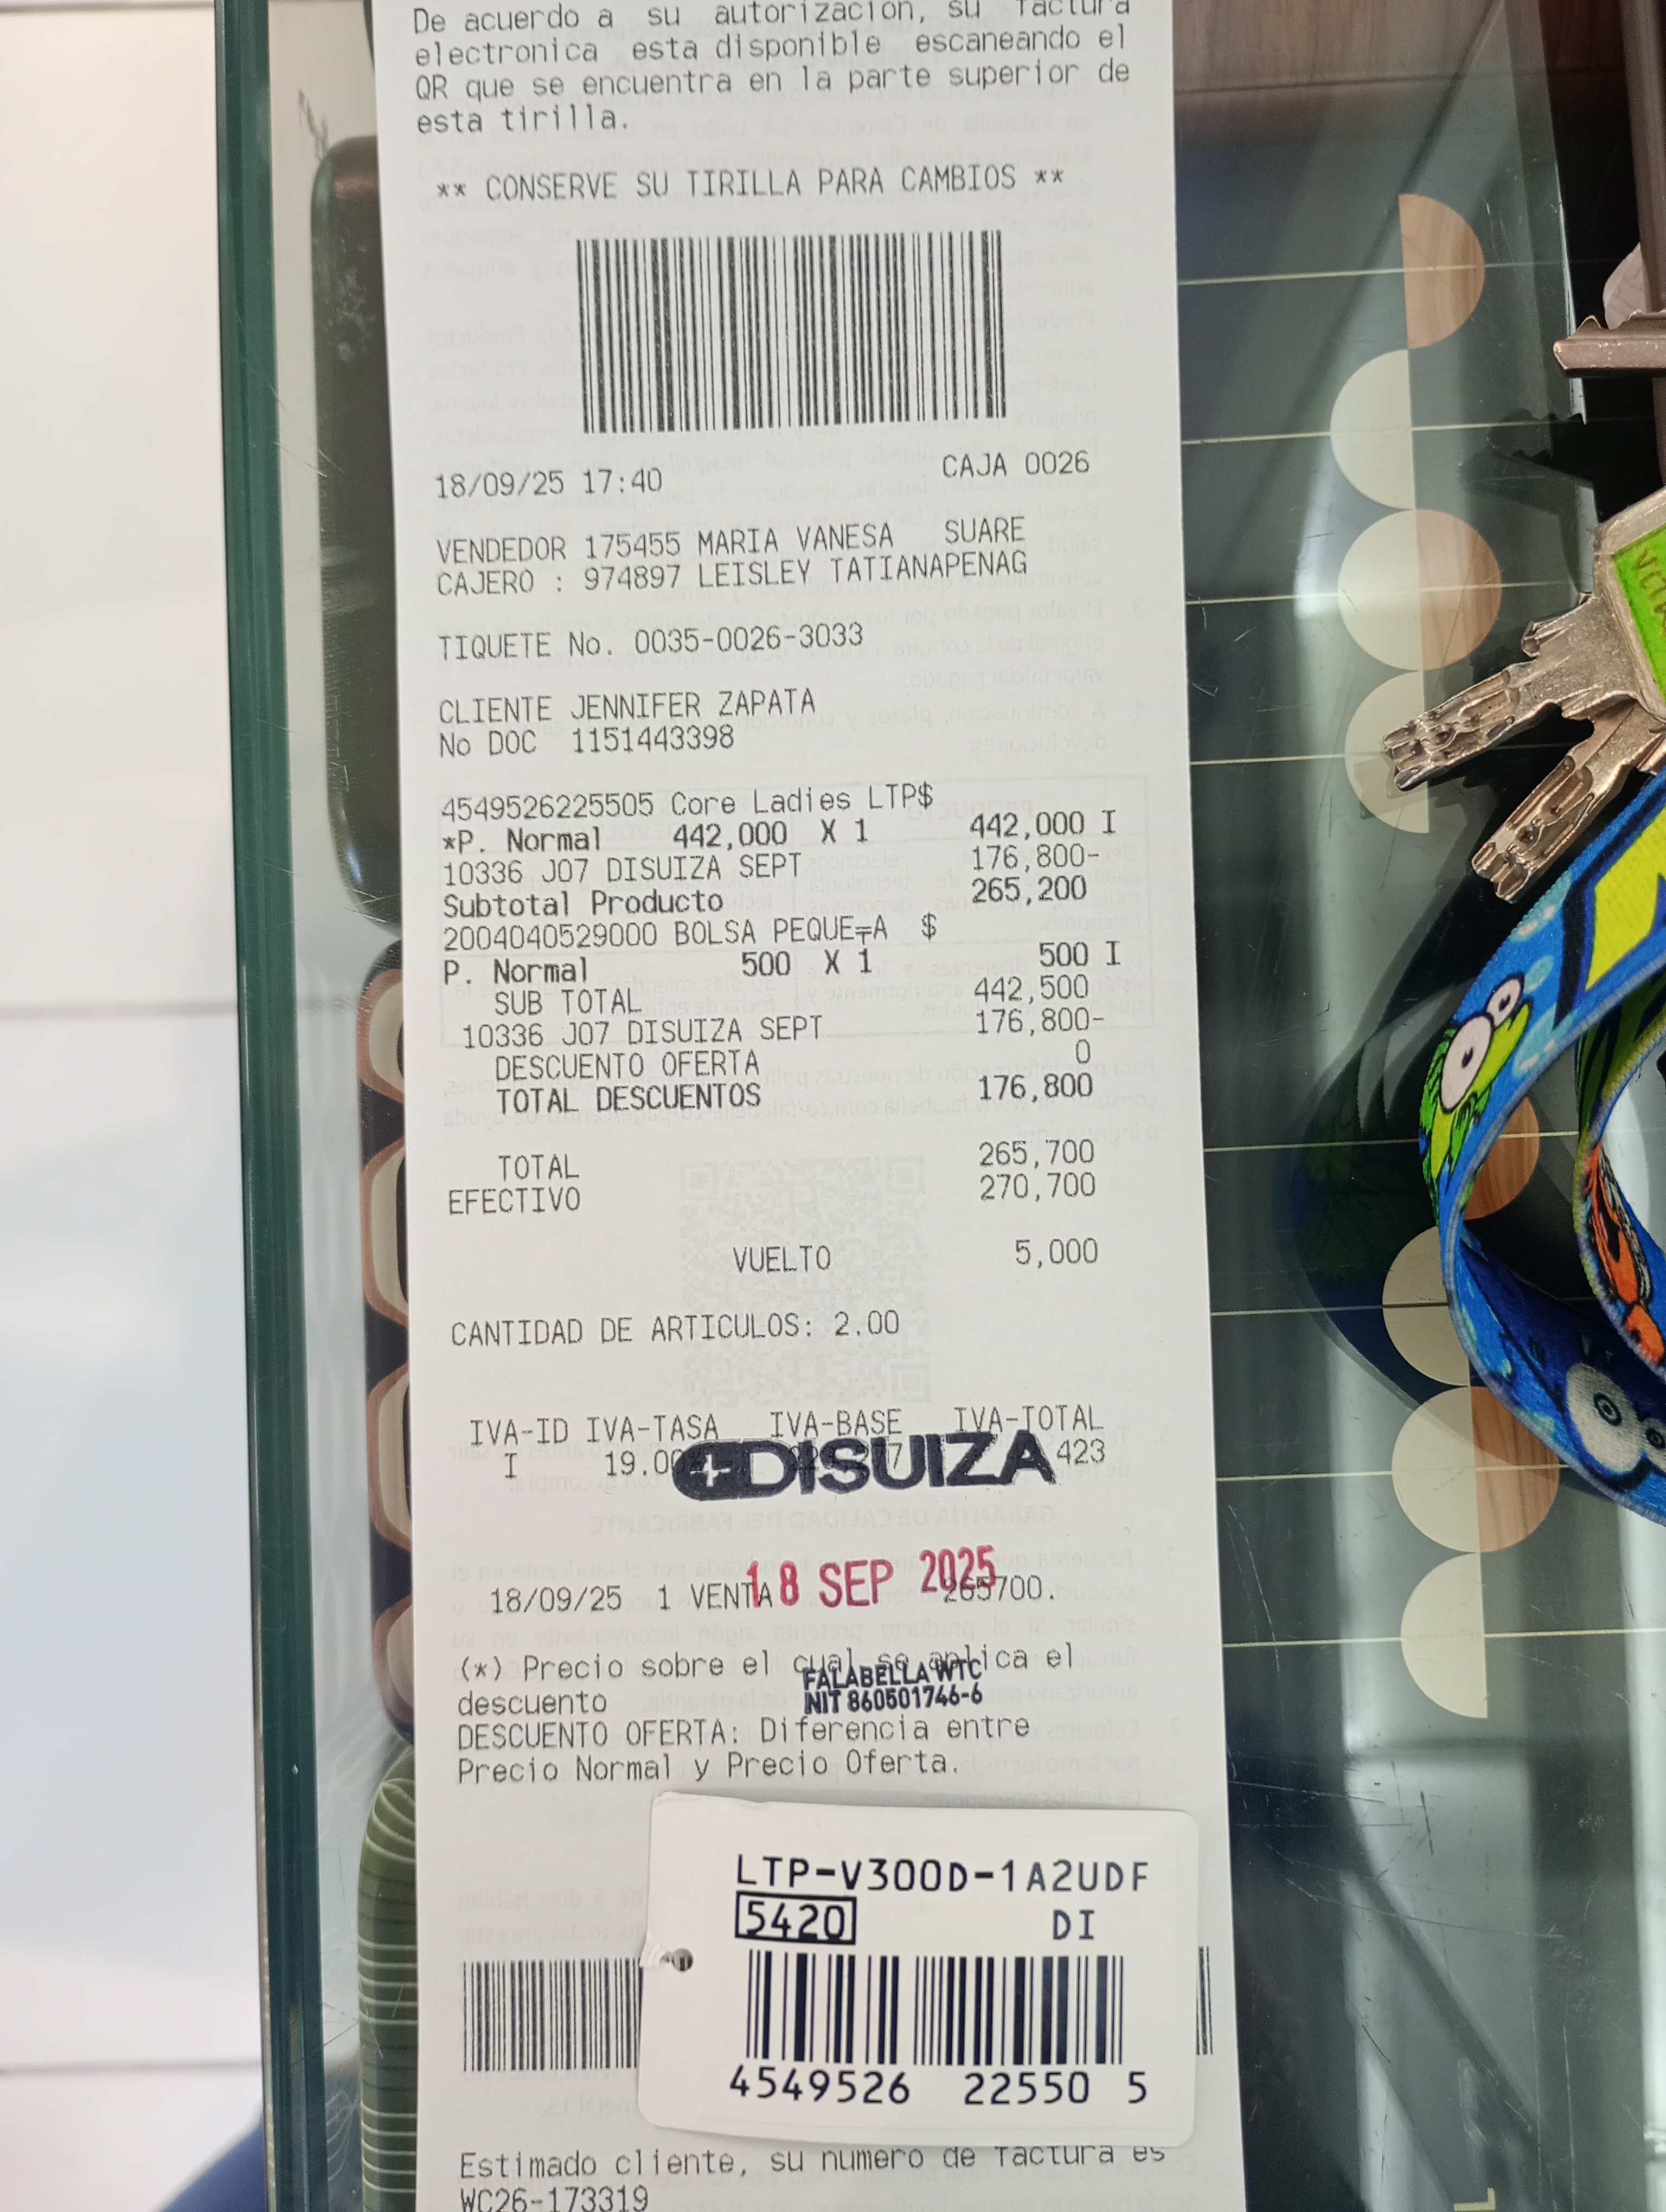 De acuerdo a su autorizacion, su factura
electronica esta disponible escaneando el
QR que se encuentra en la parte superior de
esta tirilla.
** CONSERVE SU TIRILLA PARA CAMBIOS **
18/09/25 17:40 CAJA 0026
VENDEDOR 175455 MARIA VANESA SUARE
CAJERO : 974897 LEISLEY TATIANAPENAG
TIQUETE No. 0035-0026-3033
CLIENTE JENNIFER ZAPATA
No DOC 1151443398
4549526225505 Core Ladies LTP$
*P. Normal 442,000 X 1 442,000 I
10336 J07 DISUIZA SEPT 176,800-
Subtotal Producto 265,200
2004040529000 BOLSA PEQUE╤A $
P. Normal 500 X 1 500 I
SUB TOTAL 442,500
10336 J07 DISUIZA SEPT 176,800-
DESCUENTO OFERTA 0
TOTAL DESCUENTOS 176,800
TOTAL 265,700
EFECTIVO 270,700
VUELTO 5,000
CANTIDAD DE ARTICULOS: 2.00
IVA-ID IVA-TASA IVA-BASE IVA-TOTAL
I 19.00 423
DISUIZA
18 SEP 2025
18/09/25 1 VENTA 265700.
(*) Precio sobre el cual se aplica el
descuento
FALABELLA WTC
NIT 860501746-6
DESCUENTO OFERTA: Diferencia entre
Precio Normal y Precio Oferta.
LTP-V300D-1A2UDF
5420 DI
4549526 22550 5
Estimado cliente, su numero de factura es
WC26-173319